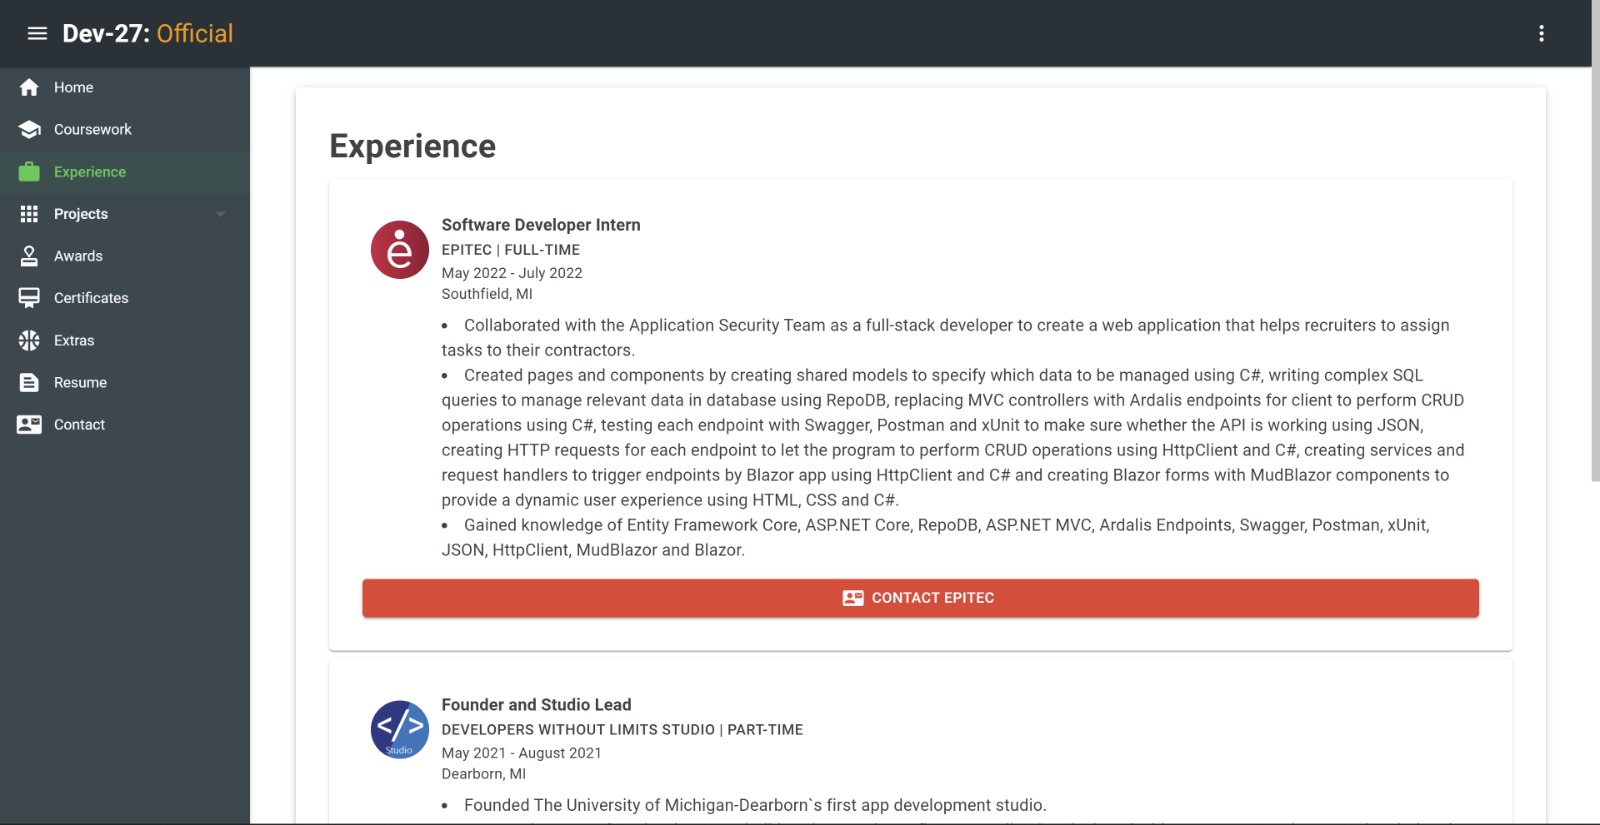 Dev-27: Official
Home
Coursework
Experience
Projects
Awards
Certificates
Extras
Resume
Contact
Experience
ė
Software Developer Intern
EPITEC | FULL-TIME
May 2022 - July 2022
Southfield, MI
• Collaborated with the Application Security Team as a full-stack developer to create a web application that helps recruiters to assign
tasks to their contractors.
• Created pages and components by creating shared models to specify which data to be managed using C#, writing complex SQL
queries to manage relevant data in database using RepoDB, replacing MVC controllers with Ardalis endpoints for client to perform CRUD
operations using C#, testing each endpoint with Swagger, Postman and xUnit to make sure whether the API is working using JSON,
creating HTTP requests for each endpoint to let the program to perform CRUD operations using HttpClient and C#, creating services and
request handlers to trigger endpoints by Blazor app using HttpClient and C# and creating Blazor forms with MudBlazor components to
provide a dynamic user experience using HTML, CSS and C#.
• Gained knowledge of Entity Framework Core, ASP.NET Core, RepoDB, ASP.NET MVC, Ardalis Endpoints, Swagger, Postman, xUnit,
JSON, HttpClient, MudBlazor and Blazor.
CONTACT EPITEC
</>
Studio
Founder and Studio Lead
DEVELOPERS WITHOUT LIMITS STUDIO | PART-TIME
May 2021 - August 2021
Dearborn, MI
• Founded The University of Michigan-Dearborn`s first app development studio.